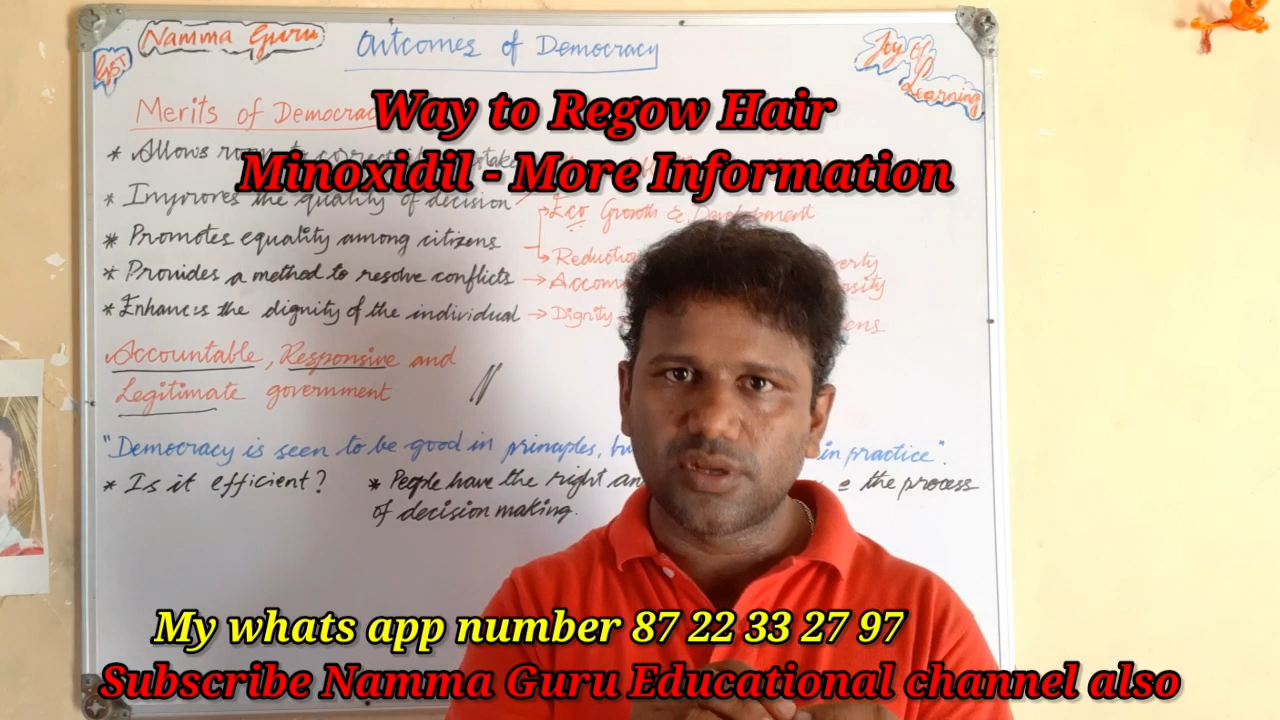 Namma Guru
Outcomes of Democracy
GST
Joy of
Learning
Way to Regow Hair
Minoxidil - More Information
Merits of Democrac
* Allows room to correct
* Improves the quality of decision
* Promotes equality among citizens
* Provides a method to resolve conflicts
* Enhances the dignity of the individual
→ Eco Growth & Development
→ Reduction
→ Accom
→ Dignity
Accountable, Responsive and
Legitimate government
"Democracy is seen to be good in principles, in practice".
* Is it efficient?
* People have the right the process
of decision making.
My whats app number 87 22 33 27 97
Subscribe Namma Guru Educational channel also